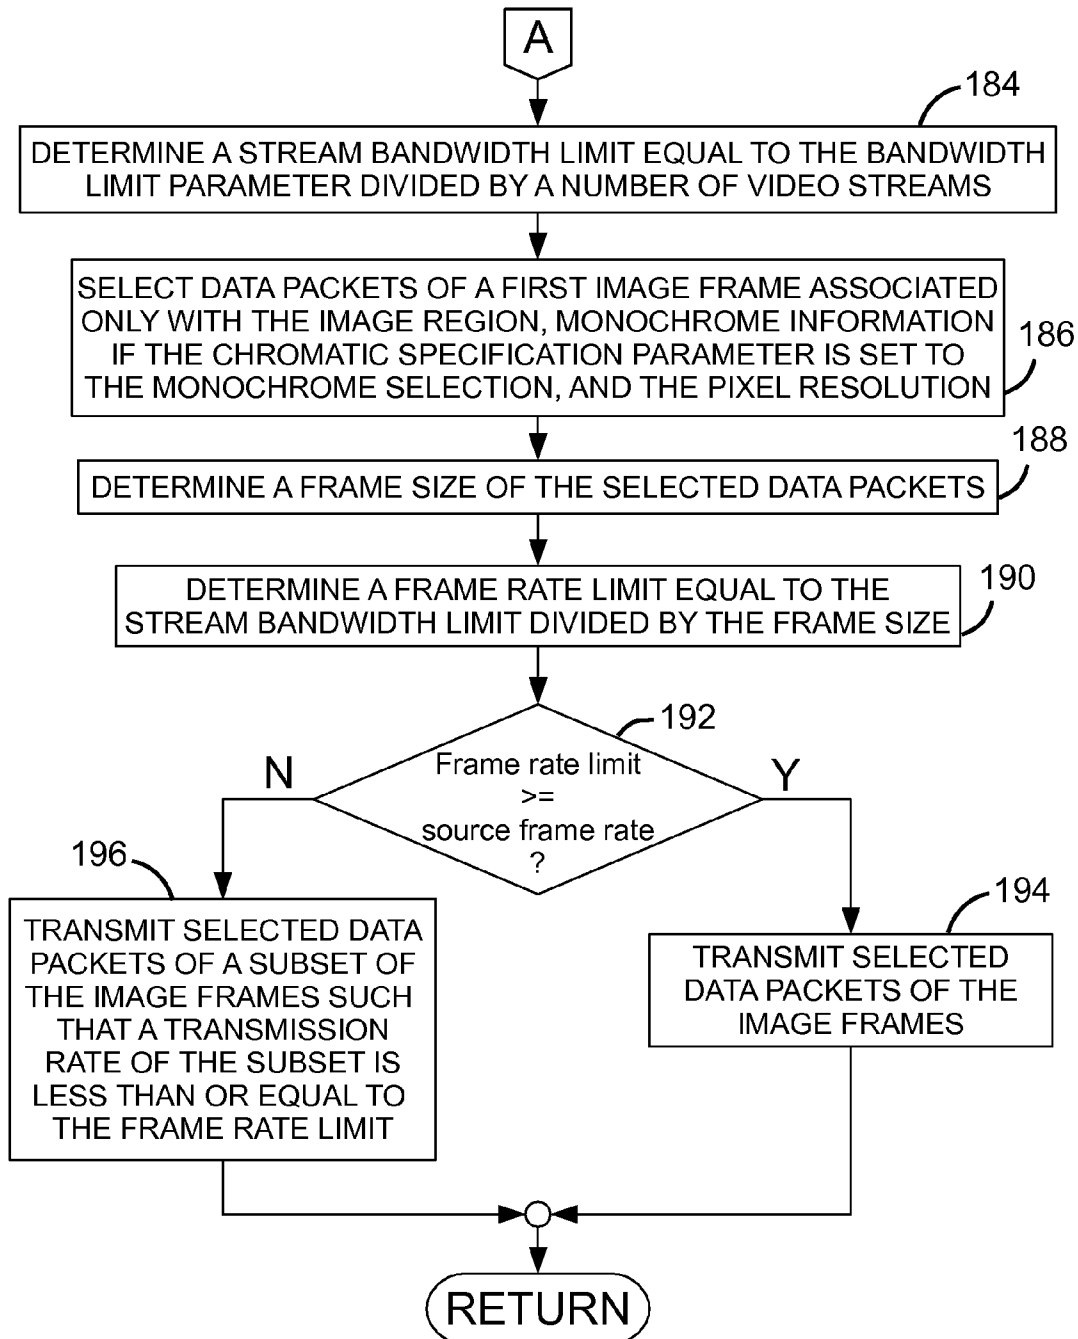 A
184
DETERMINE A STREAM BANDWIDTH LIMIT EQUAL TO THE BANDWIDTH
LIMIT PARAMETER DIVIDED BY A NUMBER OF VIDEO STREAMS
SELECT DATA PACKETS OF A FIRST IMAGE FRAME ASSOCIATED
ONLY WITH THE IMAGE REGION, MONOCHROME INFORMATION
IF THE CHROMATIC SPECIFICATION PARAMETER IS SET TO
THE MONOCHROME SELECTION, AND THE PIXEL RESOLUTION
186
188
DETERMINE A FRAME SIZE OF THE SELECTED DATA PACKETS
DETERMINE A FRAME RATE LIMIT EQUAL TO THE
STREAM BANDWIDTH LIMIT DIVIDED BY THE FRAME SIZE
190
192
Frame rate limit
>=
source frame rate
?
N
Y
196
TRANSMIT SELECTED DATA
PACKETS OF A SUBSET OF
THE IMAGE FRAMES SUCH
THAT A TRANSMISSION
RATE OF THE SUBSET IS
LESS THAN OR EQUAL TO
THE FRAME RATE LIMIT
194
TRANSMIT SELECTED
DATA PACKETS OF THE
IMAGE FRAMES
RETURN